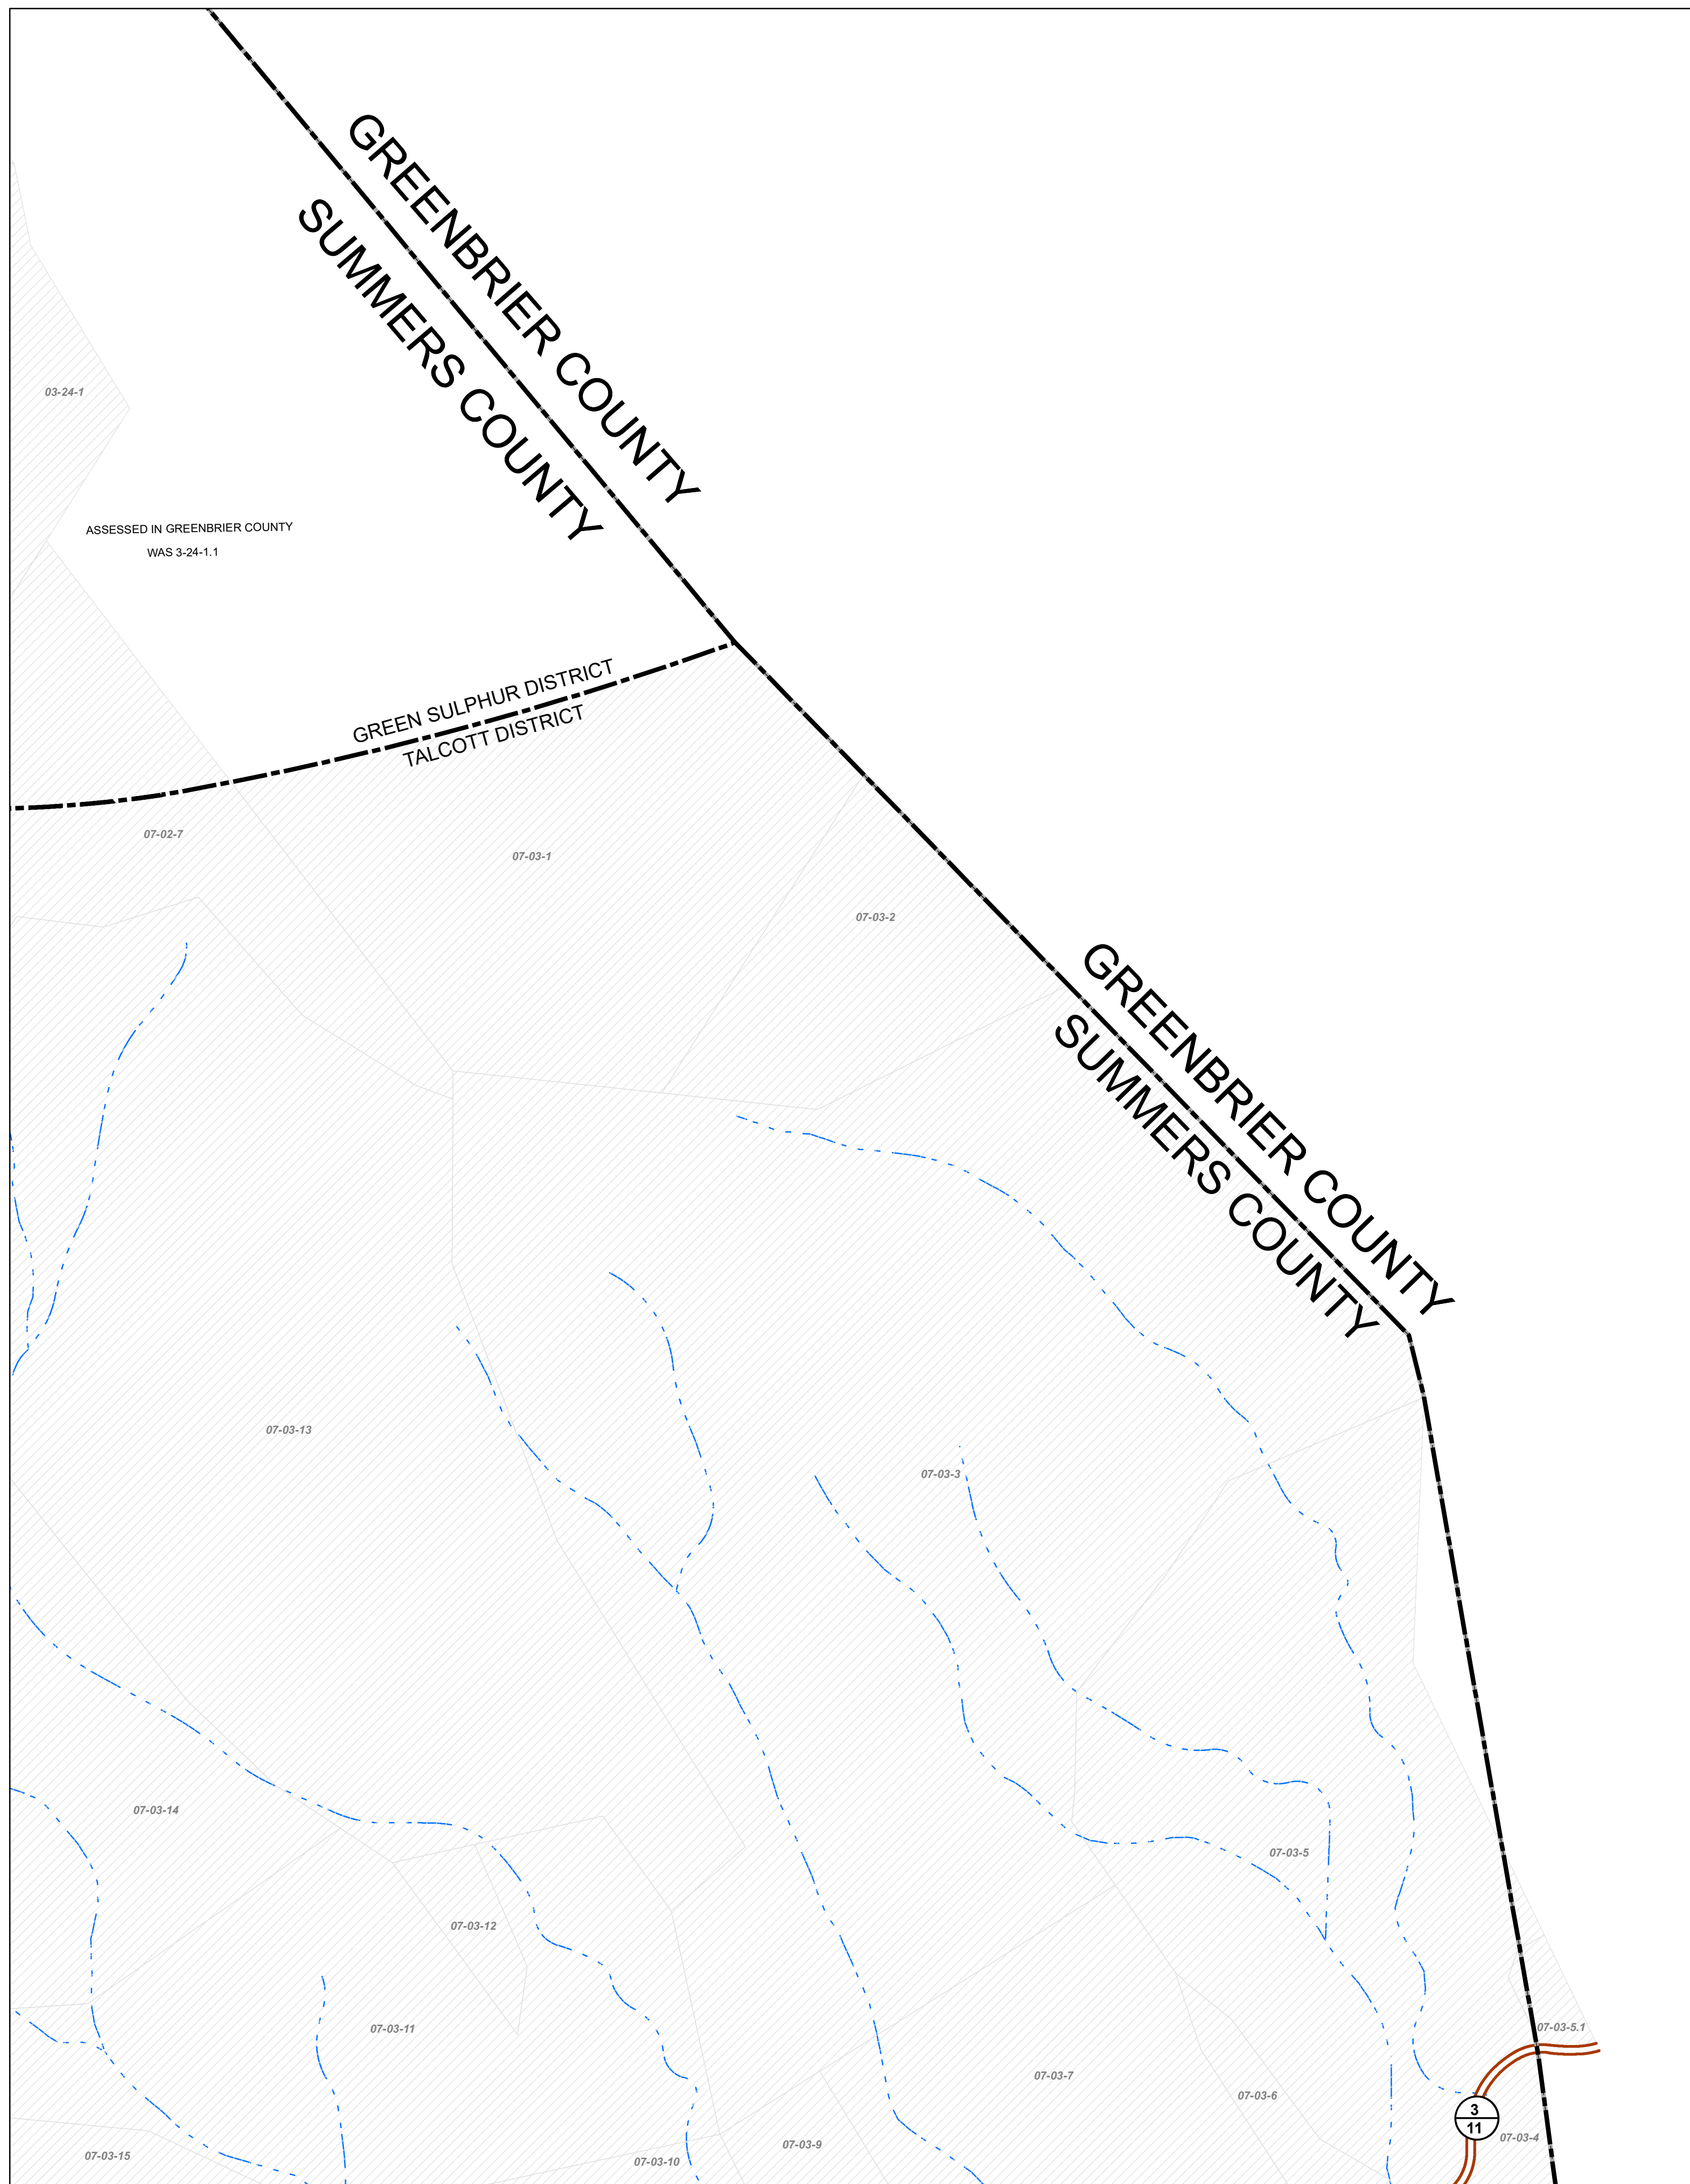 GREENBRIER COUNTY
SUMMERS COUNTY
03-24-1
ASSESSED IN GREENBRIER COUNTY
WAS 3-24-1.1
GREEN SULPHUR DISTRICT
TALCOTT DISTRICT
07-02-7
07-03-1
07-03-2
GREENBRIER COUNTY
SUMMERS COUNTY
07-03-13
07-03-3
07-03-14
07-03-5
07-03-12
07-03-11
07-03-5.1
07-03-7
07-03-6
3
11
07-03-4
07-03-9
07-03-15
07-03-10